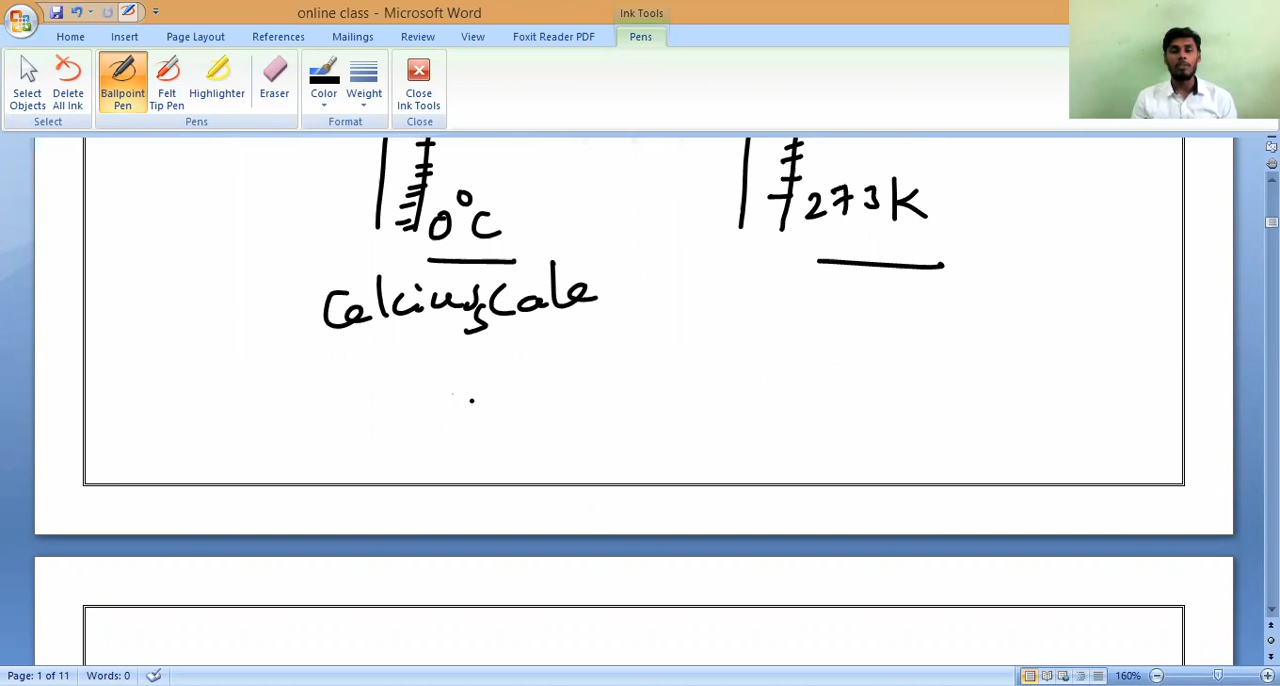 online class - Microsoft Word
Ink Tools
Home Insert Page Layout References Mailings Review View Foxit Reader PDF Pens
Select Objects
Delete All Ink
Ballpoint Pen
Felt Tip Pen
Highlighter
Eraser
Color
Weight
Close Ink Tools
Select Pens Format Close
0°C
273K
Celcius scale
Page: 1 of 11 Words: 0 160%